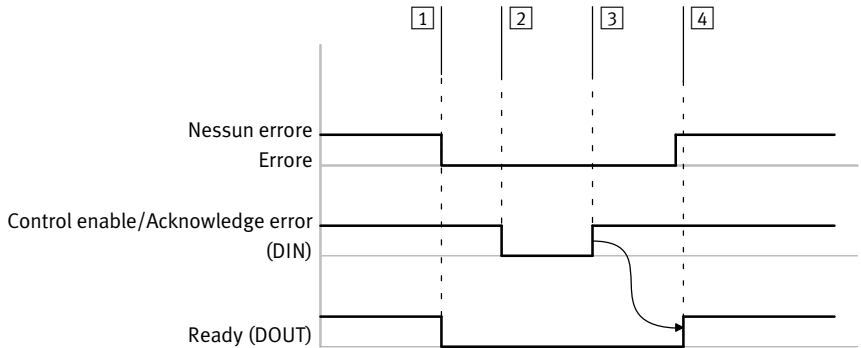 1 2 3 4
Nessun errore
Errore
Control enable/Acknowledge error
(DIN)
Ready (DOUT)